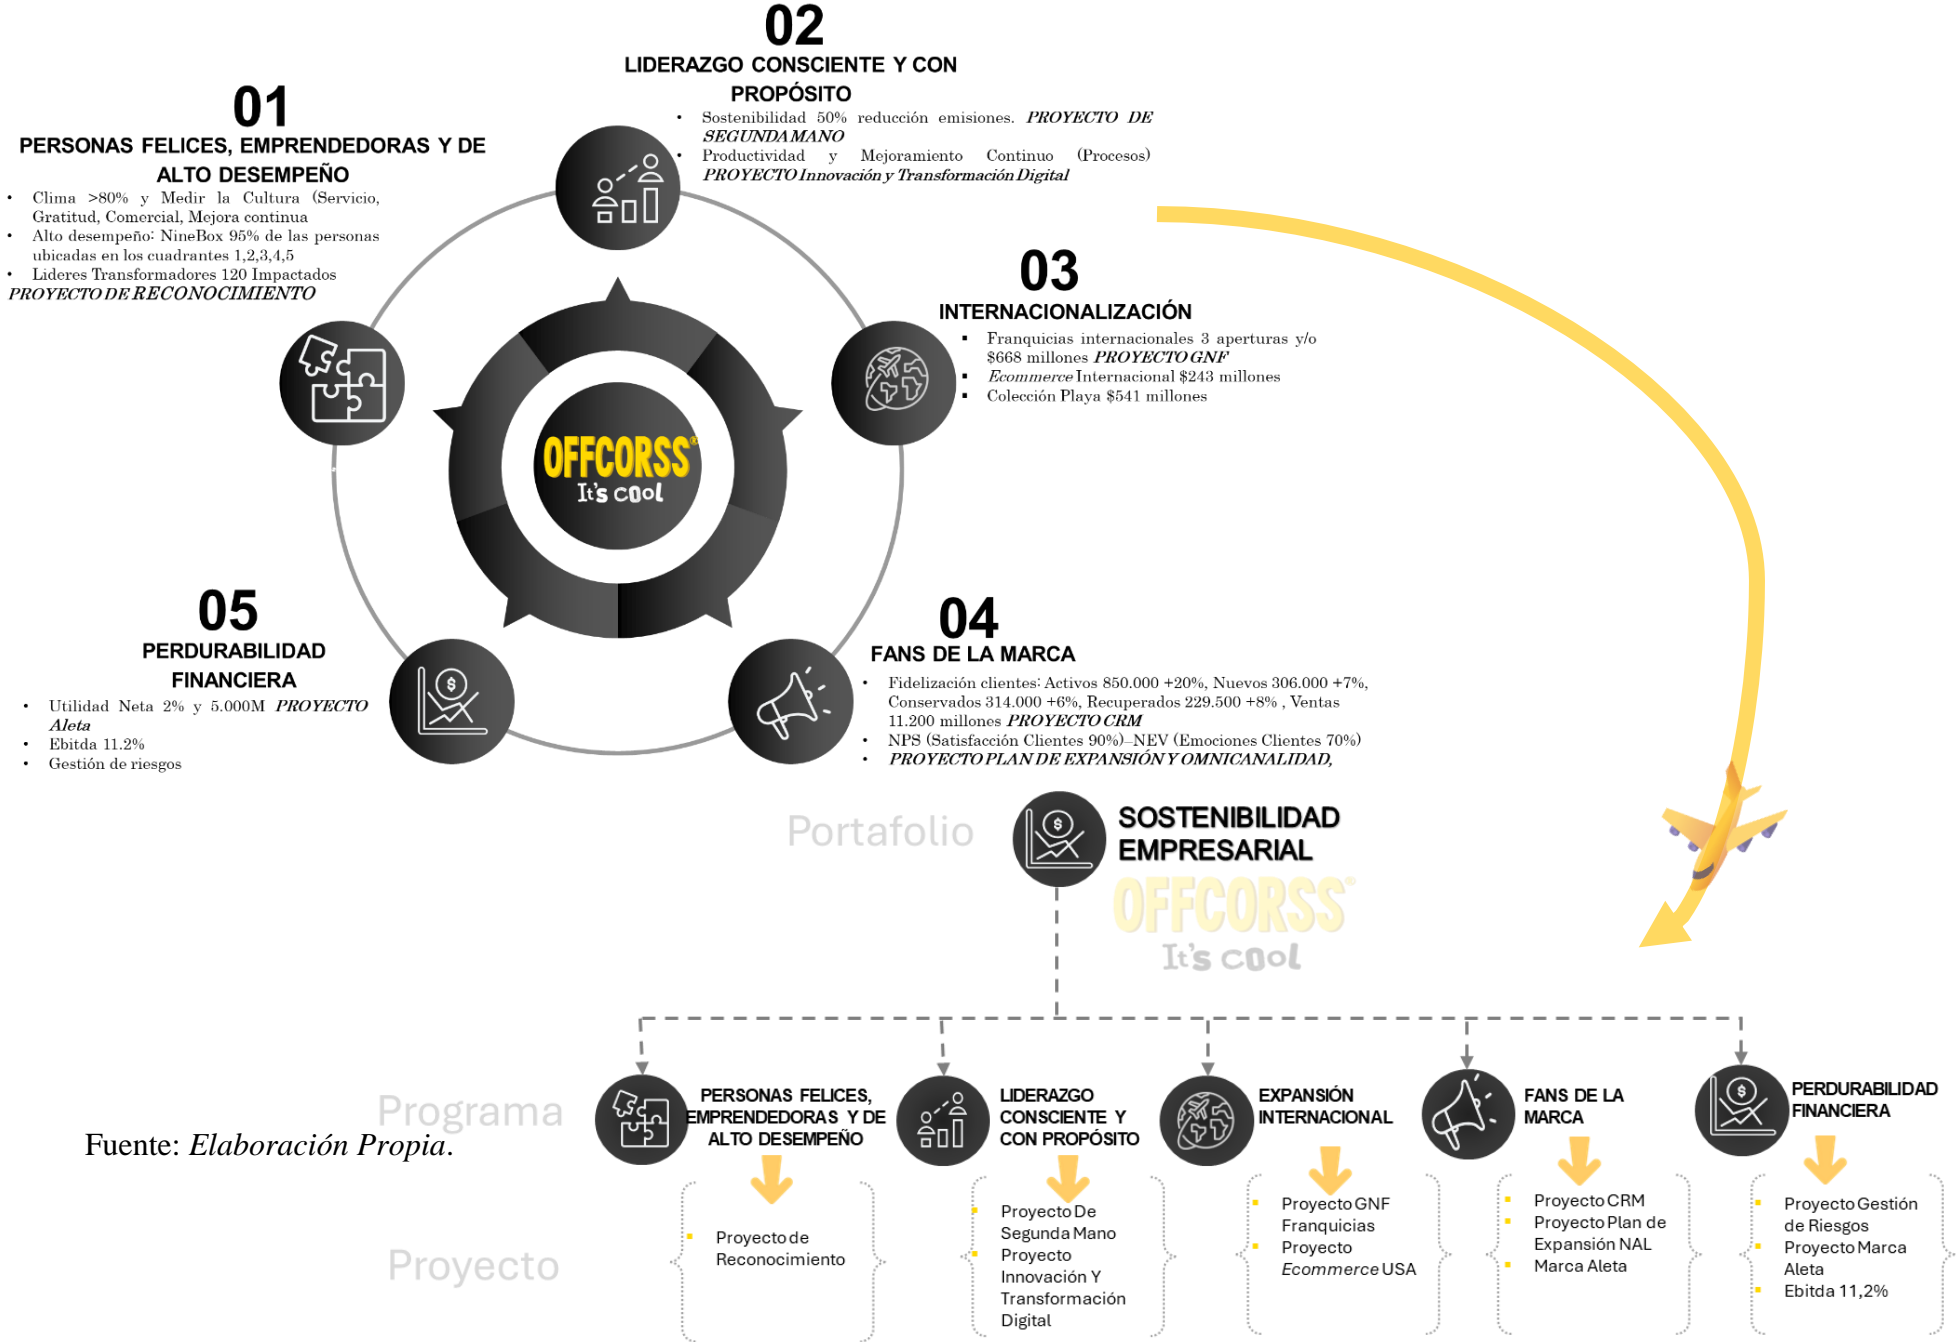 02
LIDERAZGO CONSCIENTE Y CON
PROPÓSITO
• Sostenibilidad 50% reducción emisiones. PROYECTO DE
SEGUNDA MANO
• Productividad y Mejoramiento Continuo (Procesos)
PROYECTO Innovación y Transformación Digital
01
PERSONAS FELICES, EMPRENDEDORAS Y DE
ALTO DESEMPEÑO
• Clima >80% y Medir la Cultura (Servicio,
Gratitud, Comercial, Mejora continua
• Alto desempeño: NineBox 95% de las personas
ubicadas en los cuadrantes 1,2,3,4,5
• Lideres Transformadores 120 Impactados
PROYECTO DE RECONOCIMIENTO
03
INTERNACIONALIZACIÓN
▪ Franquicias internacionales 3 aperturas y/o
$668 millones PROYECTO GNF
▪ Ecommerce Internacional $243 millones
▪ Colección Playa $541 millones
OFFCORSS®
It's cool
05
PERDURABILIDAD
FINANCIERA
• Utilidad Neta 2% y 5.000M PROYECTO
Aleta
• Ebitda 11.2%
• Gestión de riesgos
04
FANS DE LA MARCA
• Fidelización clientes: Activos 850.000 +20%, Nuevos 306.000 +7%,
Conservados 314.000 +6%, Recuperados 229.500 +8% , Ventas
11.200 millones PROYECTO CRM
• NPS (Satisfacción Clientes 90%)–NEV (Emociones Clientes 70%)
• PROYECTO PLAN DE EXPANSIÓN Y OMNICANALIDAD,
Portafolio
SOSTENIBILIDAD
EMPRESARIAL
OFFCORSS®
It's cool
Programa
PERSONAS FELICES,
EMPRENDEDORAS Y DE
ALTO DESEMPEÑO
LIDERAZGO
CONSCIENTE Y
CON PROPÓSITO
EXPANSIÓN
INTERNACIONAL
FANS DE LA
MARCA
PERDURABILIDAD
FINANCIERA
Fuente: Elaboración Propia.
Proyecto
▪ Proyecto de
Reconocimiento
▪ Proyecto De
Segunda Mano
▪ Proyecto
Innovación Y
Transformación
Digital
▪ Proyecto GNF
Franquicias
▪ Proyecto
Ecommerce USA
▪ Proyecto CRM
▪ Proyecto Plan de
Expansión NAL
▪ Marca Aleta
▪ Proyecto Gestión
de Riesgos
▪ Proyecto Marca
Aleta
▪ Ebitda 11,2%